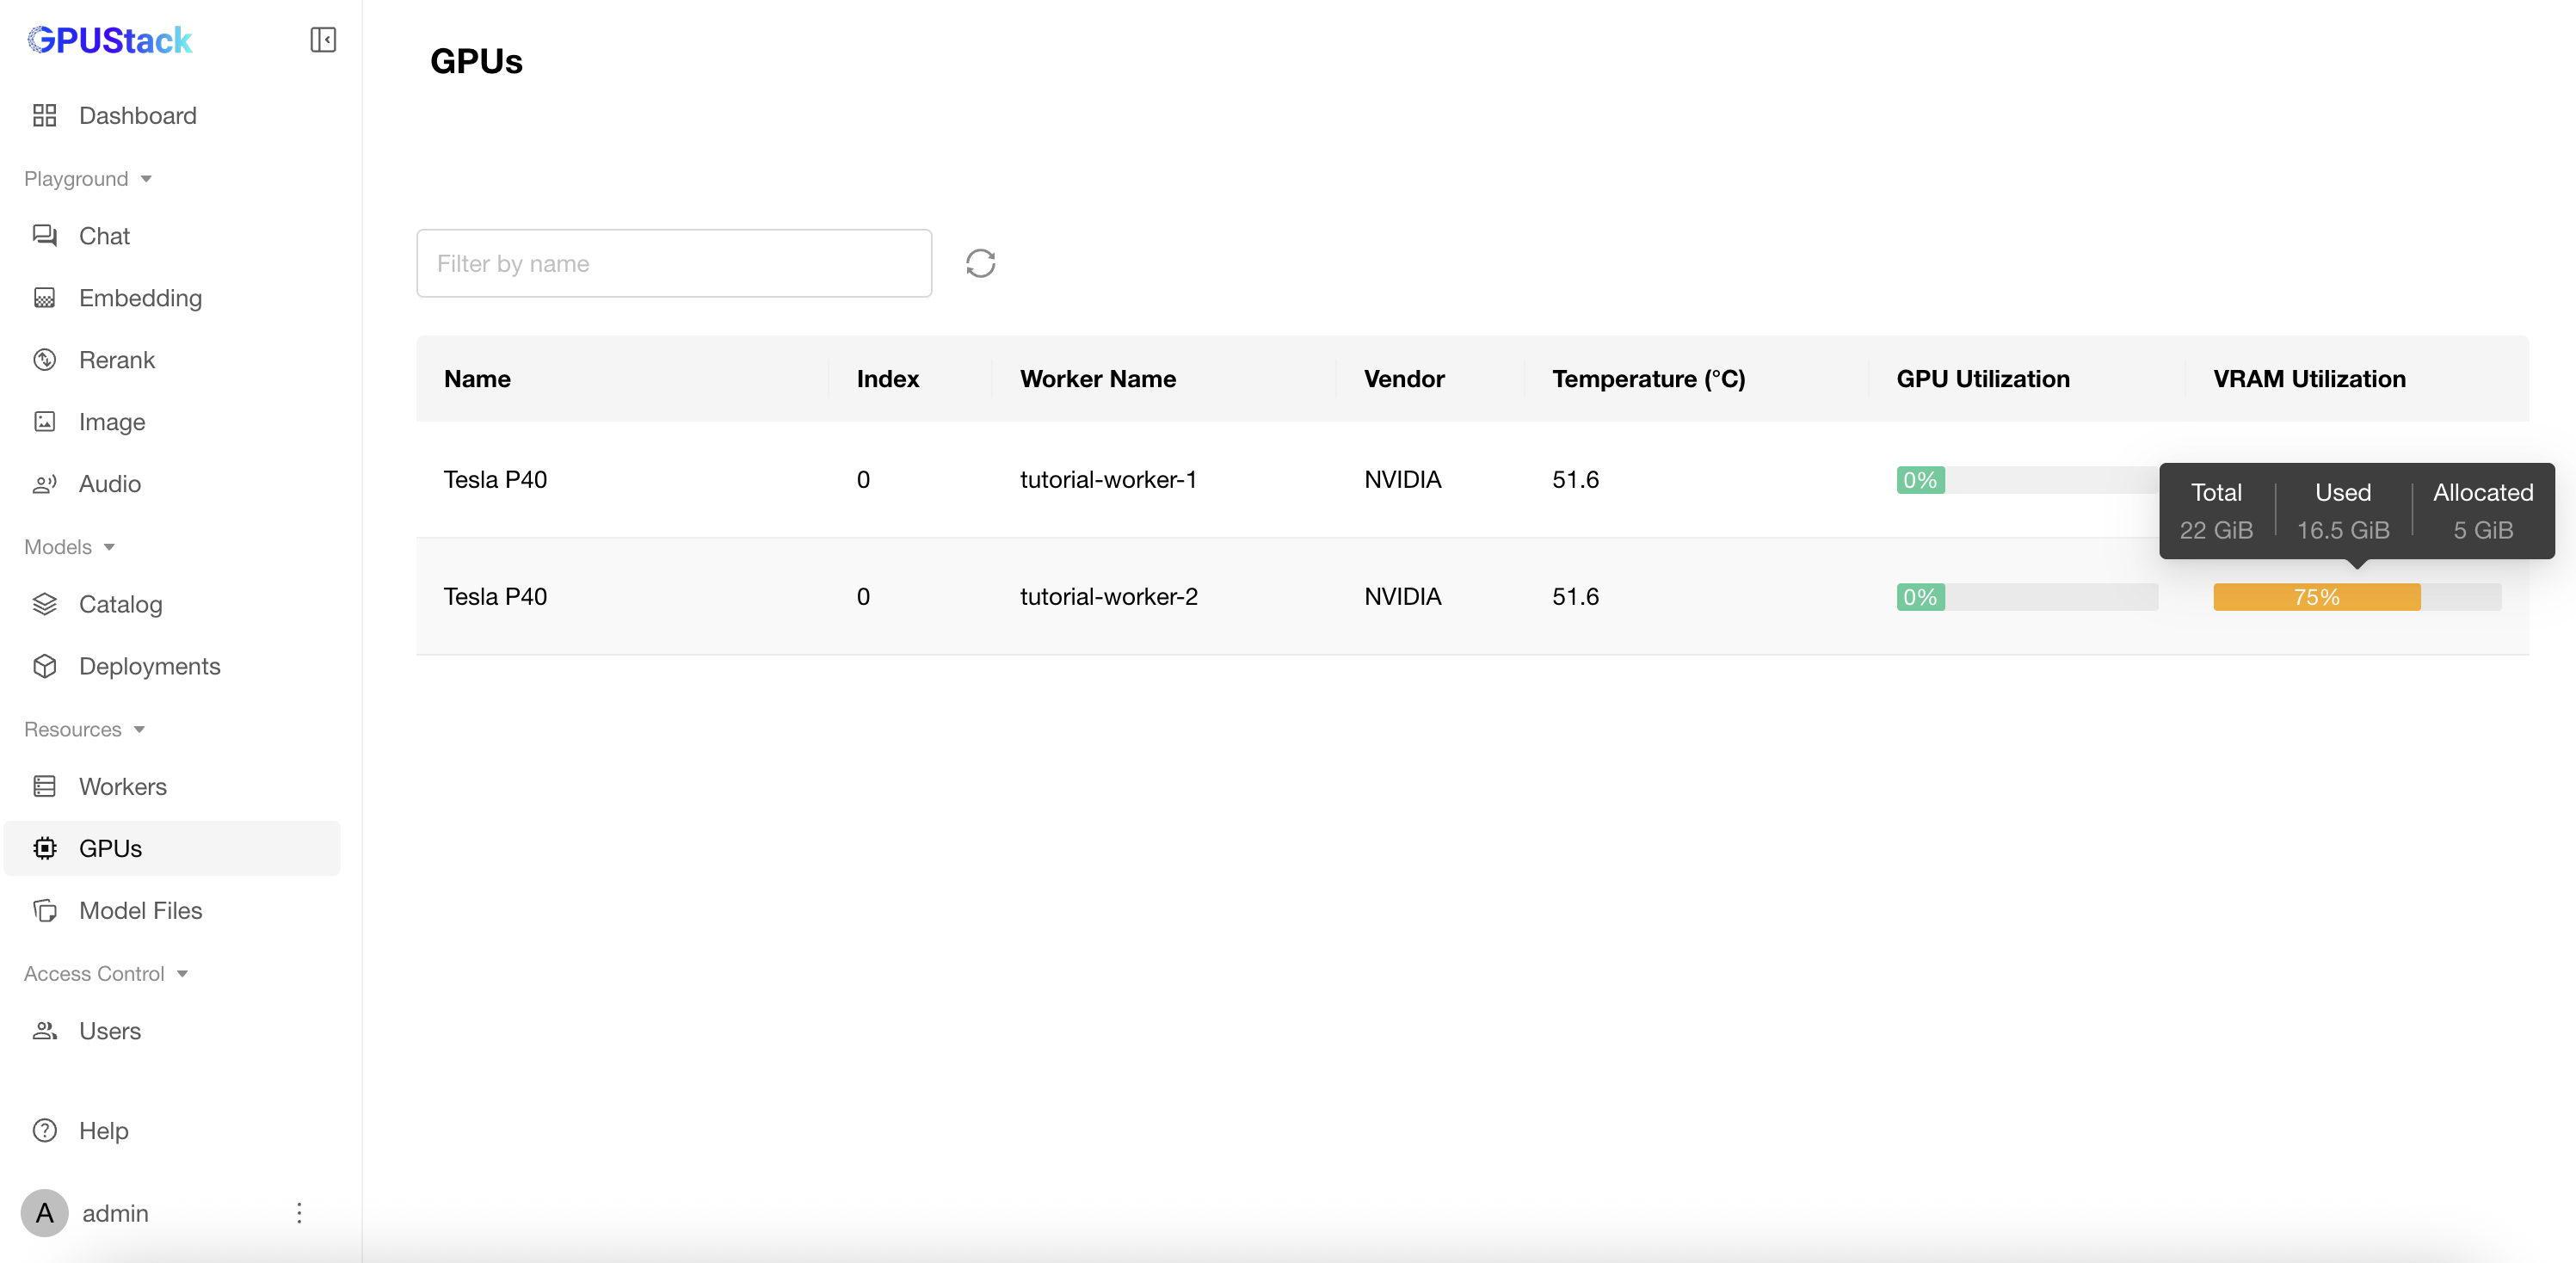 GPUStack
Dashboard
Playground
Chat
Embedding
Rerank
Image
Audio
Models
Catalog
Deployments
Resources
Workers
GPUs
Model Files
Access Control
Users
Help
A admin
GPUs
Filter by name
Name Index Worker Name Vendor Temperature (°C) GPU Utilization VRAM Utilization
Tesla P40 0 tutorial-worker-1 NVIDIA 51.6 0%
Total Used Allocated
22 GiB 16.5 GiB 5 GiB
Tesla P40 0 tutorial-worker-2 NVIDIA 51.6 0% 75%